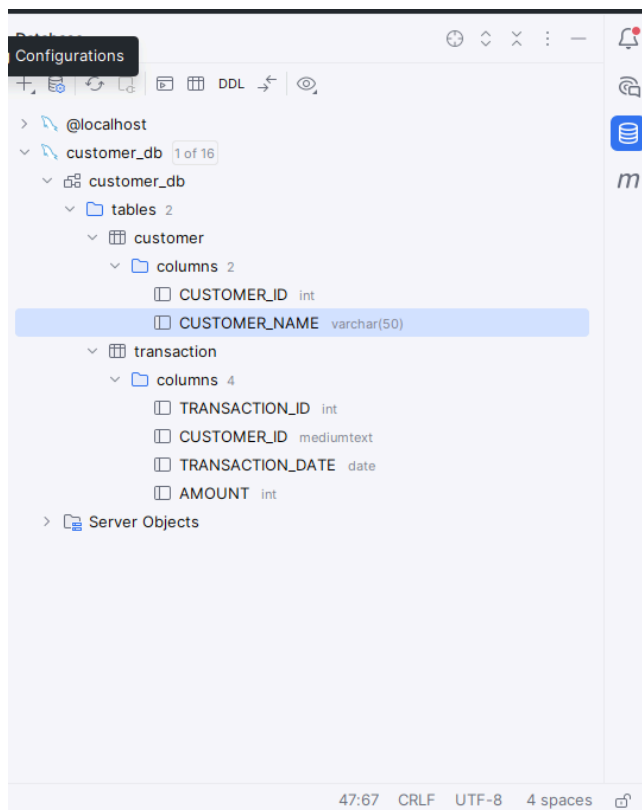 Configurations
DDL
@localhost
customer_db 1 of 16
customer_db
tables 2
customer
columns 2
CUSTOMER_ID int
CUSTOMER_NAME varchar(50)
transaction
columns 4
TRANSACTION_ID int
CUSTOMER_ID mediumtext
TRANSACTION_DATE date
AMOUNT int
Server Objects
m
47:67 CRLF UTF-8 4 spaces